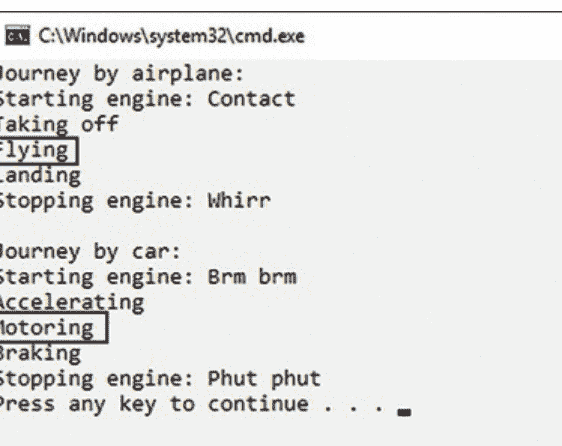 C:\Windows\system32\cmd.exe
Journey by airplane:
Starting engine: Contact
Taking off
Flying
Landing
Stopping engine: Whirr
Journey by car:
Starting engine: Brm brm
Accelerating
Motoring
Braking
Stopping engine: Phut phut
Press any key to continue . . .